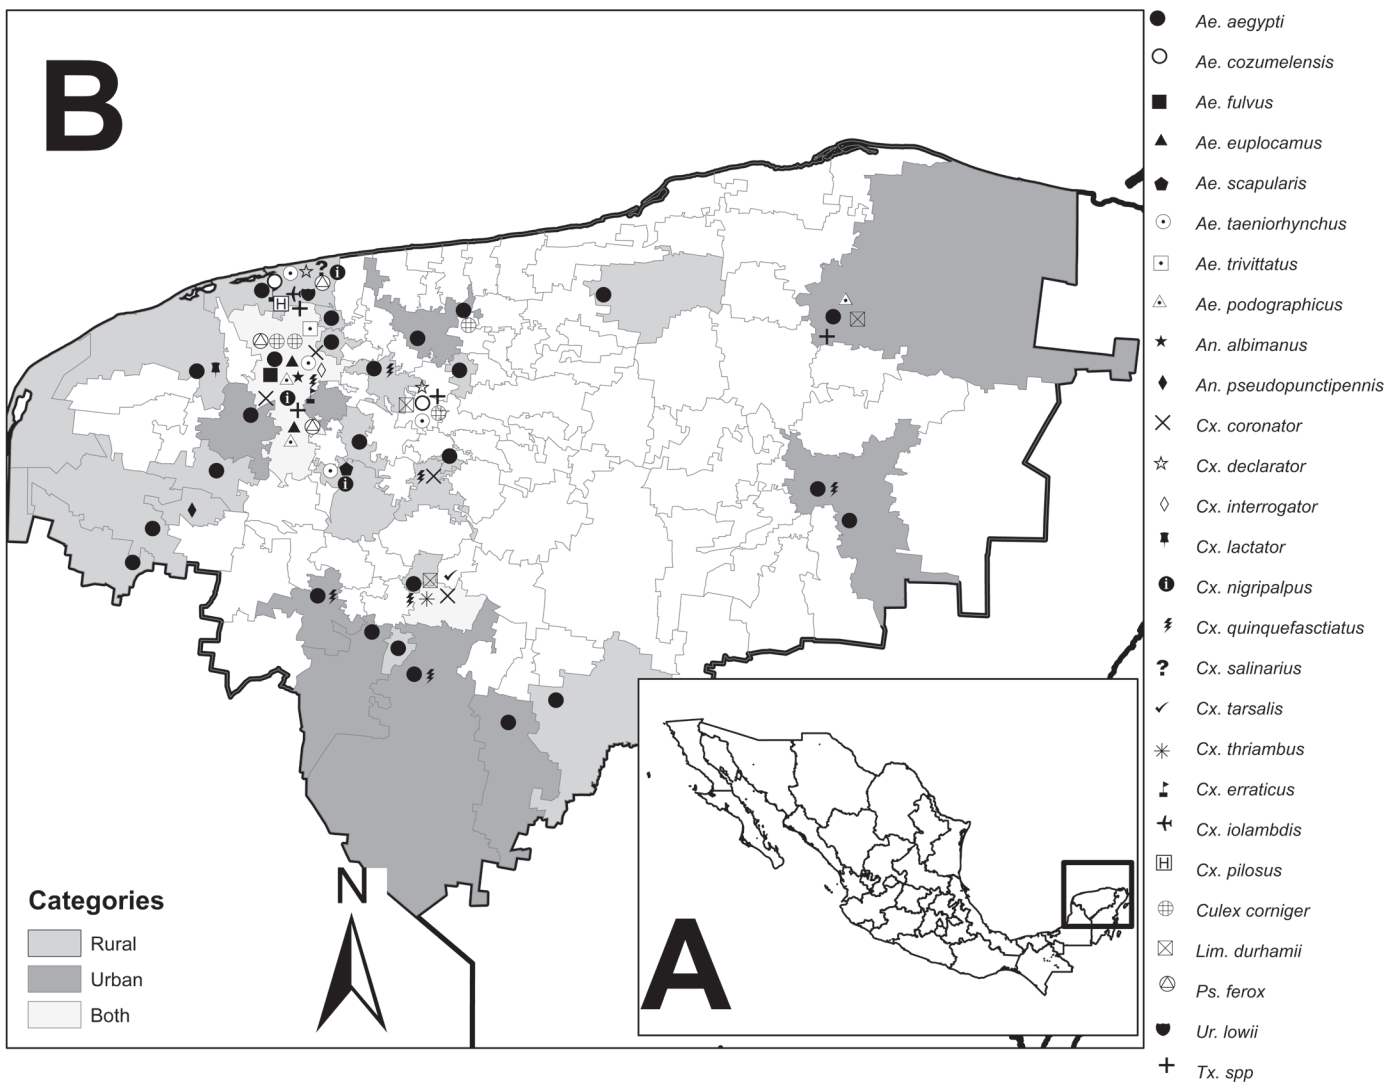 B
Ae. aegypti
Ae. cozumelensis
Ae. fulvus
Ae. euplocamus
Ae. scapularis
Ae. taeniorhynchus
Ae. trivittatus
Ae. podographicus
An. albimanus
An. pseudopunctipennis
Cx. coronator
Cx. declarator
Cx. interrogator
Cx. lactator
Cx. nigripalpus
Cx. quinquefasctiatus
? Cx. salinarius
Cx. tarsalis
Cx. thriambus
Cx. erraticus
Cx. iolambdis
H Cx. pilosus
Culex corniger
Lim. durhamii
Ps. ferox
Ur. lowii
Tx. spp
?
H
Categories
Rural
Urban
Both
N
A